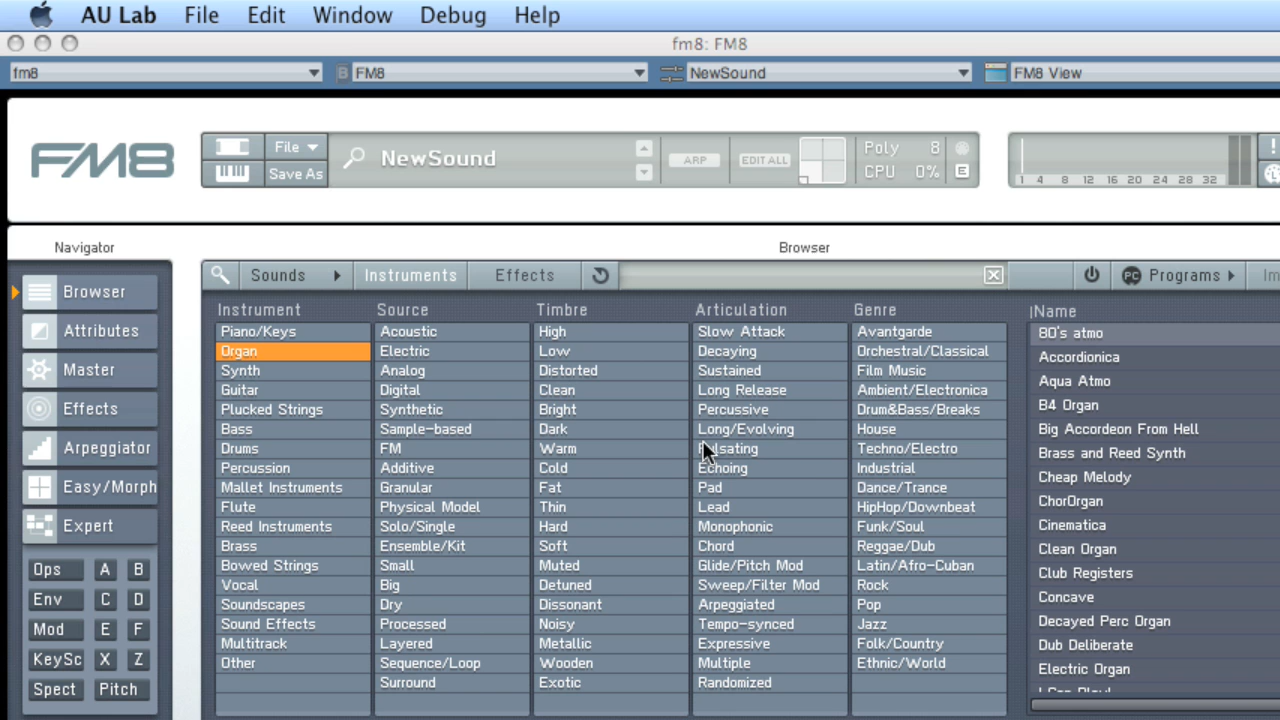 AU Lab File Edit Window Debug Help
fm8: FM8
fm8 FM8 NewSound FM8 View
FM8 File NewSound ARP EDIT ALL Poly 8
Save As CPU 0% E 1 4 8 12 16 20 24 28 32
Navigator Browser
Browser Sounds Instruments Effects PC Programs
Instrument Source Timbre Articulation Genre Name
Piano/Keys Acoustic High Slow Attack Avantgarde 80's atmo
Organ Electric Low Decaying Orchestral/Classical Accordionica
Synth Analog Distorted Sustained Film Music Aqua Atmo
Guitar Digital Clean Long Release Ambient/Electronica B4 Organ
Plucked Strings Synthetic Bright Percussive Drum&Bass/Breaks Big Accordeon From Hell
Bass Sample-based Dark Long/Evolving House Brass and Reed Synth
Drums FM Warm Pulsating Techno/Electro Cheap Melody
Percussion Additive Cold Echoing Industrial ChorOrgan
Mallet Instruments Granular Fat Pad Dance/Trance Cinematica
Flute Physical Model Thin Lead HipHop/Downbeat Clean Organ
Reed Instruments Solo/Single Hard Monophonic Funk/Soul Club Registers
Brass Ensemble/Kit Soft Chord Reggae/Dub Concave
Bowed Strings Small Muted Glide/Pitch Mod Latin/Afro-Cuban Decayed Perc Organ
Vocal Big Detuned Sweep/Filter Mod Rock Dub Deliberate
Soundscapes Dry Dissonant Arpeggiated Pop Electric Organ
Sound Effects Processed Noisy Tempo-synced Jazz
Multitrack Layered Metallic Expressive Folk/Country
Other Sequence/Loop Wooden Multiple Ethnic/World
Surround Exotic Randomized
Attributes
Master
Effects
Arpeggiator
Easy/Morph
Expert
Ops A B
Env C D
Mod E F
KeySc X Z
Spect Pitch